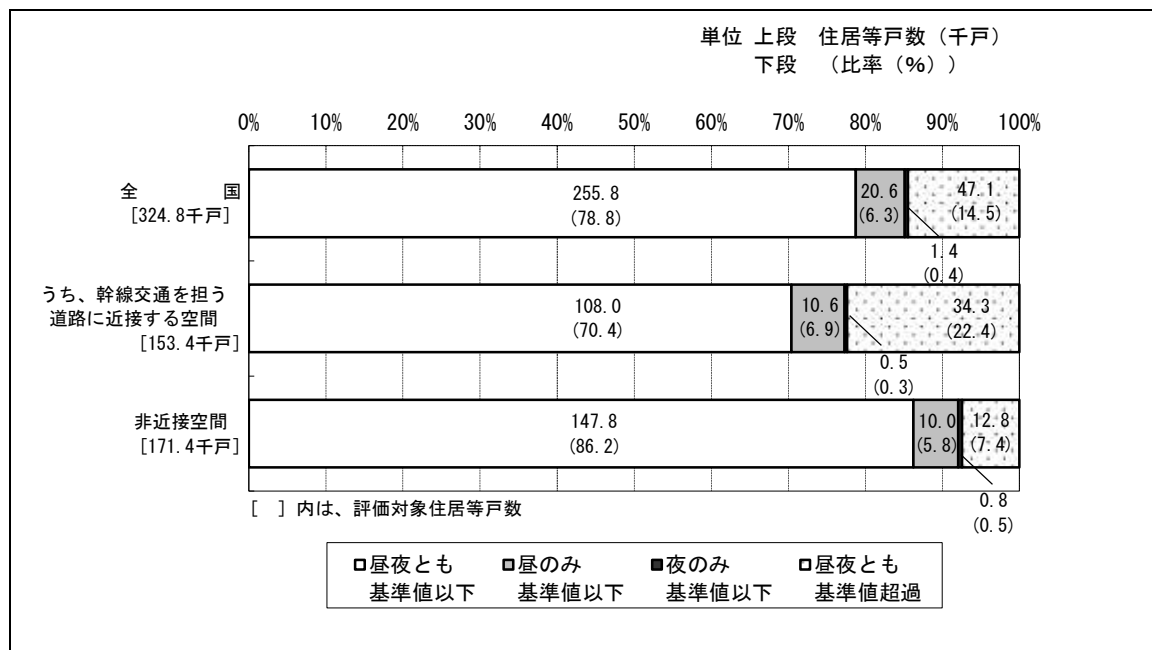 単位 上段 住居等戸数（千戸）
下段 （比率（%））
0% 10% 20% 30% 40% 50% 60% 70% 80% 90% 100%
全国
[324.8千戸]
255.8
(78.8)
20.6
(6.3)
47.1
(14.5)
1.4
(0.4)
うち、幹線交通を担う
道路に近接する空間
[153.4千戸]
108.0
(70.4)
10.6
(6.9)
34.3
(22.4)
0.5
(0.3)
非近接空間
[171.4千戸]
147.8
(86.2)
10.0
(5.8)
12.8
(7.4)
0.8
(0.5)
[ ] 内は、評価対象住居等戸数
昼夜とも
基準値以下
昼のみ
基準値以下
夜のみ
基準値以下
昼夜とも
基準値超過